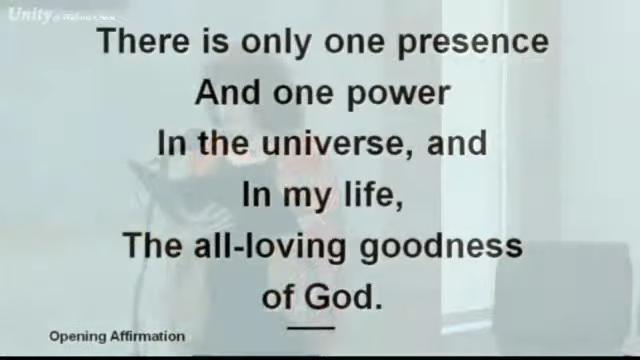 Unity
There is only one presence
And one power
In the universe, and
In my life,
The all-loving goodness
of God.
Opening Affirmation